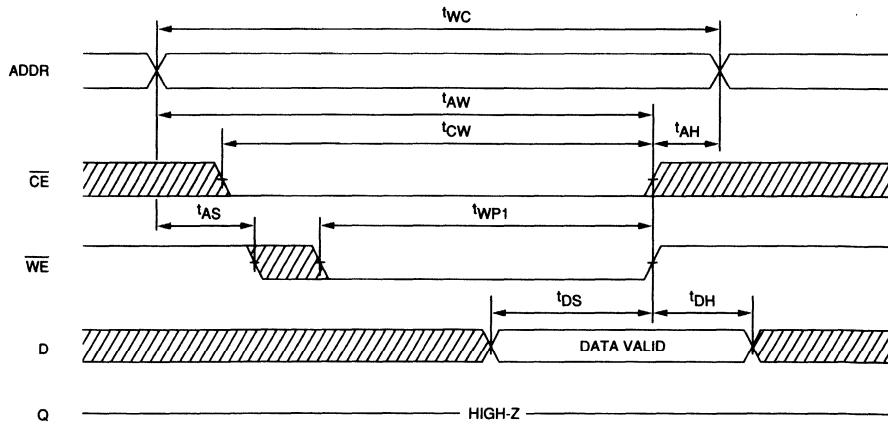 tWC
ADDR
tAW
tCW
tAH
CE
tAS
tWP1
WE
tDS
tDH
D
DATA VALID
Q
HIGH-Z